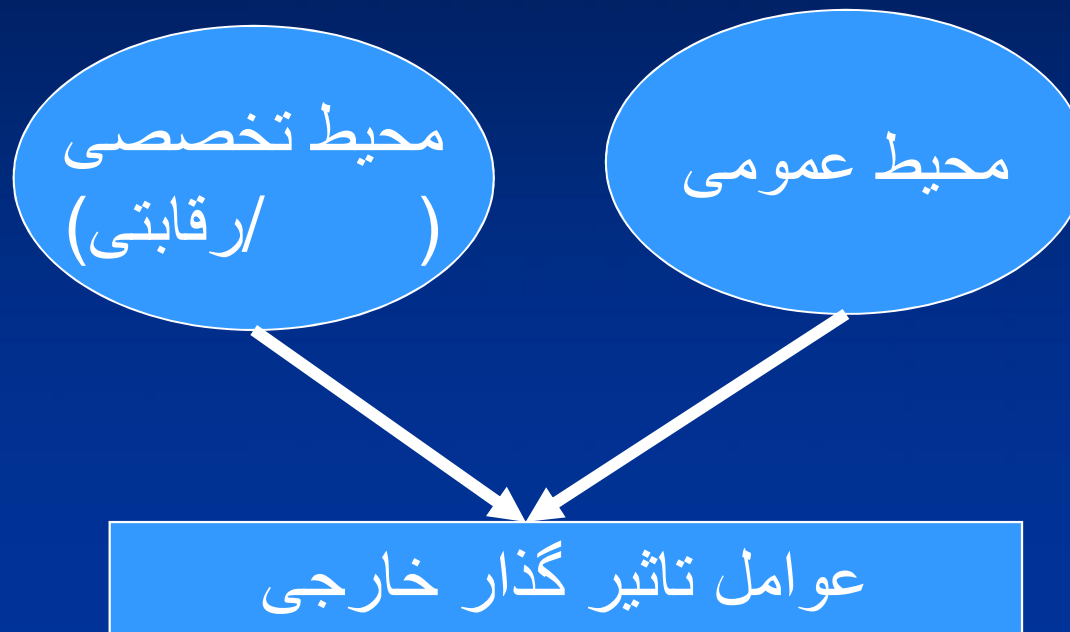 محیط عمومی
محیط تخصصی
( /رقابتی)
عوامل تاثیر گذار خارجی